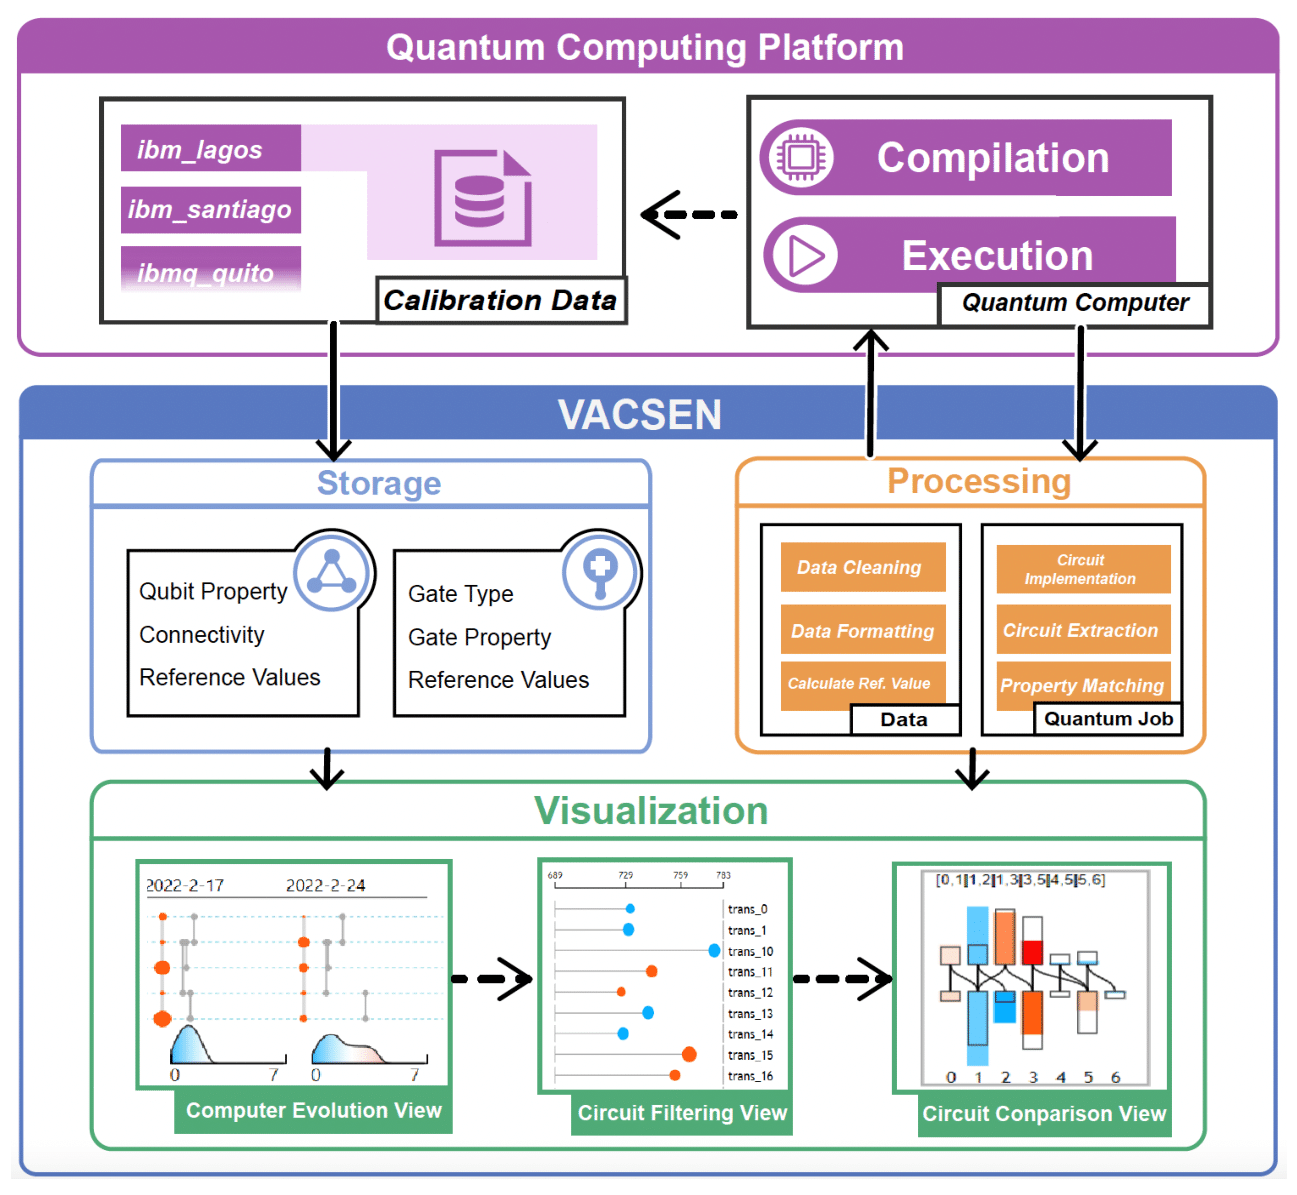 Quantum Computing Platform
ibm_lagos
ibm_santiago
ibmq_quito
Calibration Data
Compilation
Execution
Quantum Computer
VACSEN
Storage
Qubit Property
Connectivity
Reference Values
Gate Type
Gate Property
Reference Values
Processing
Data Cleaning
Data Formatting
Calculate Ref. Value
Data
Circuit
Implementation
Circuit Extraction
Property Matching
Quantum Job
Visualization
2022-2-17 2022-2-24
0 7 0 7
Computer Evolution View
689 729 759 783
trans_0
trans_1
trans_10
trans_11
trans_12
trans_13
trans_14
trans_15
trans_16
Circuit Filtering View
[0,1][1,2][1,3][3,5][4,5][5,6]
0 1 2 3 4 5 6
Circuit Conparison View